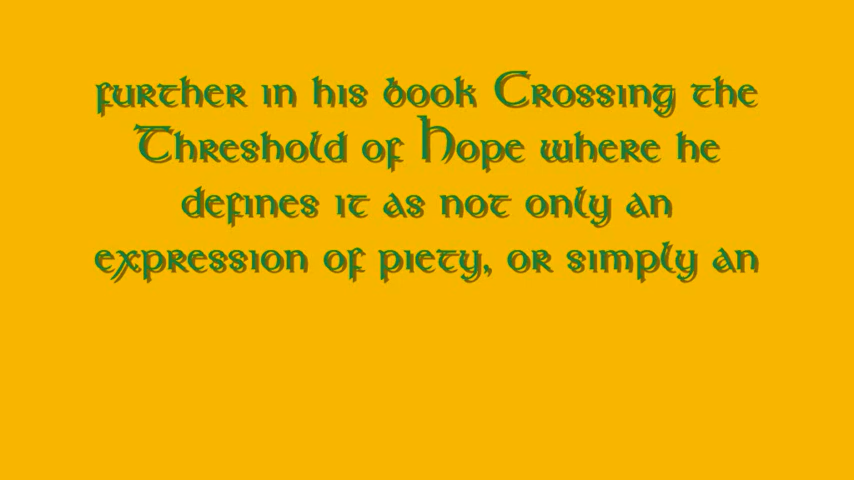 further in his book Crossing the
Threshold of Hope where he
defines it as not only an
expression of piety, or simply an